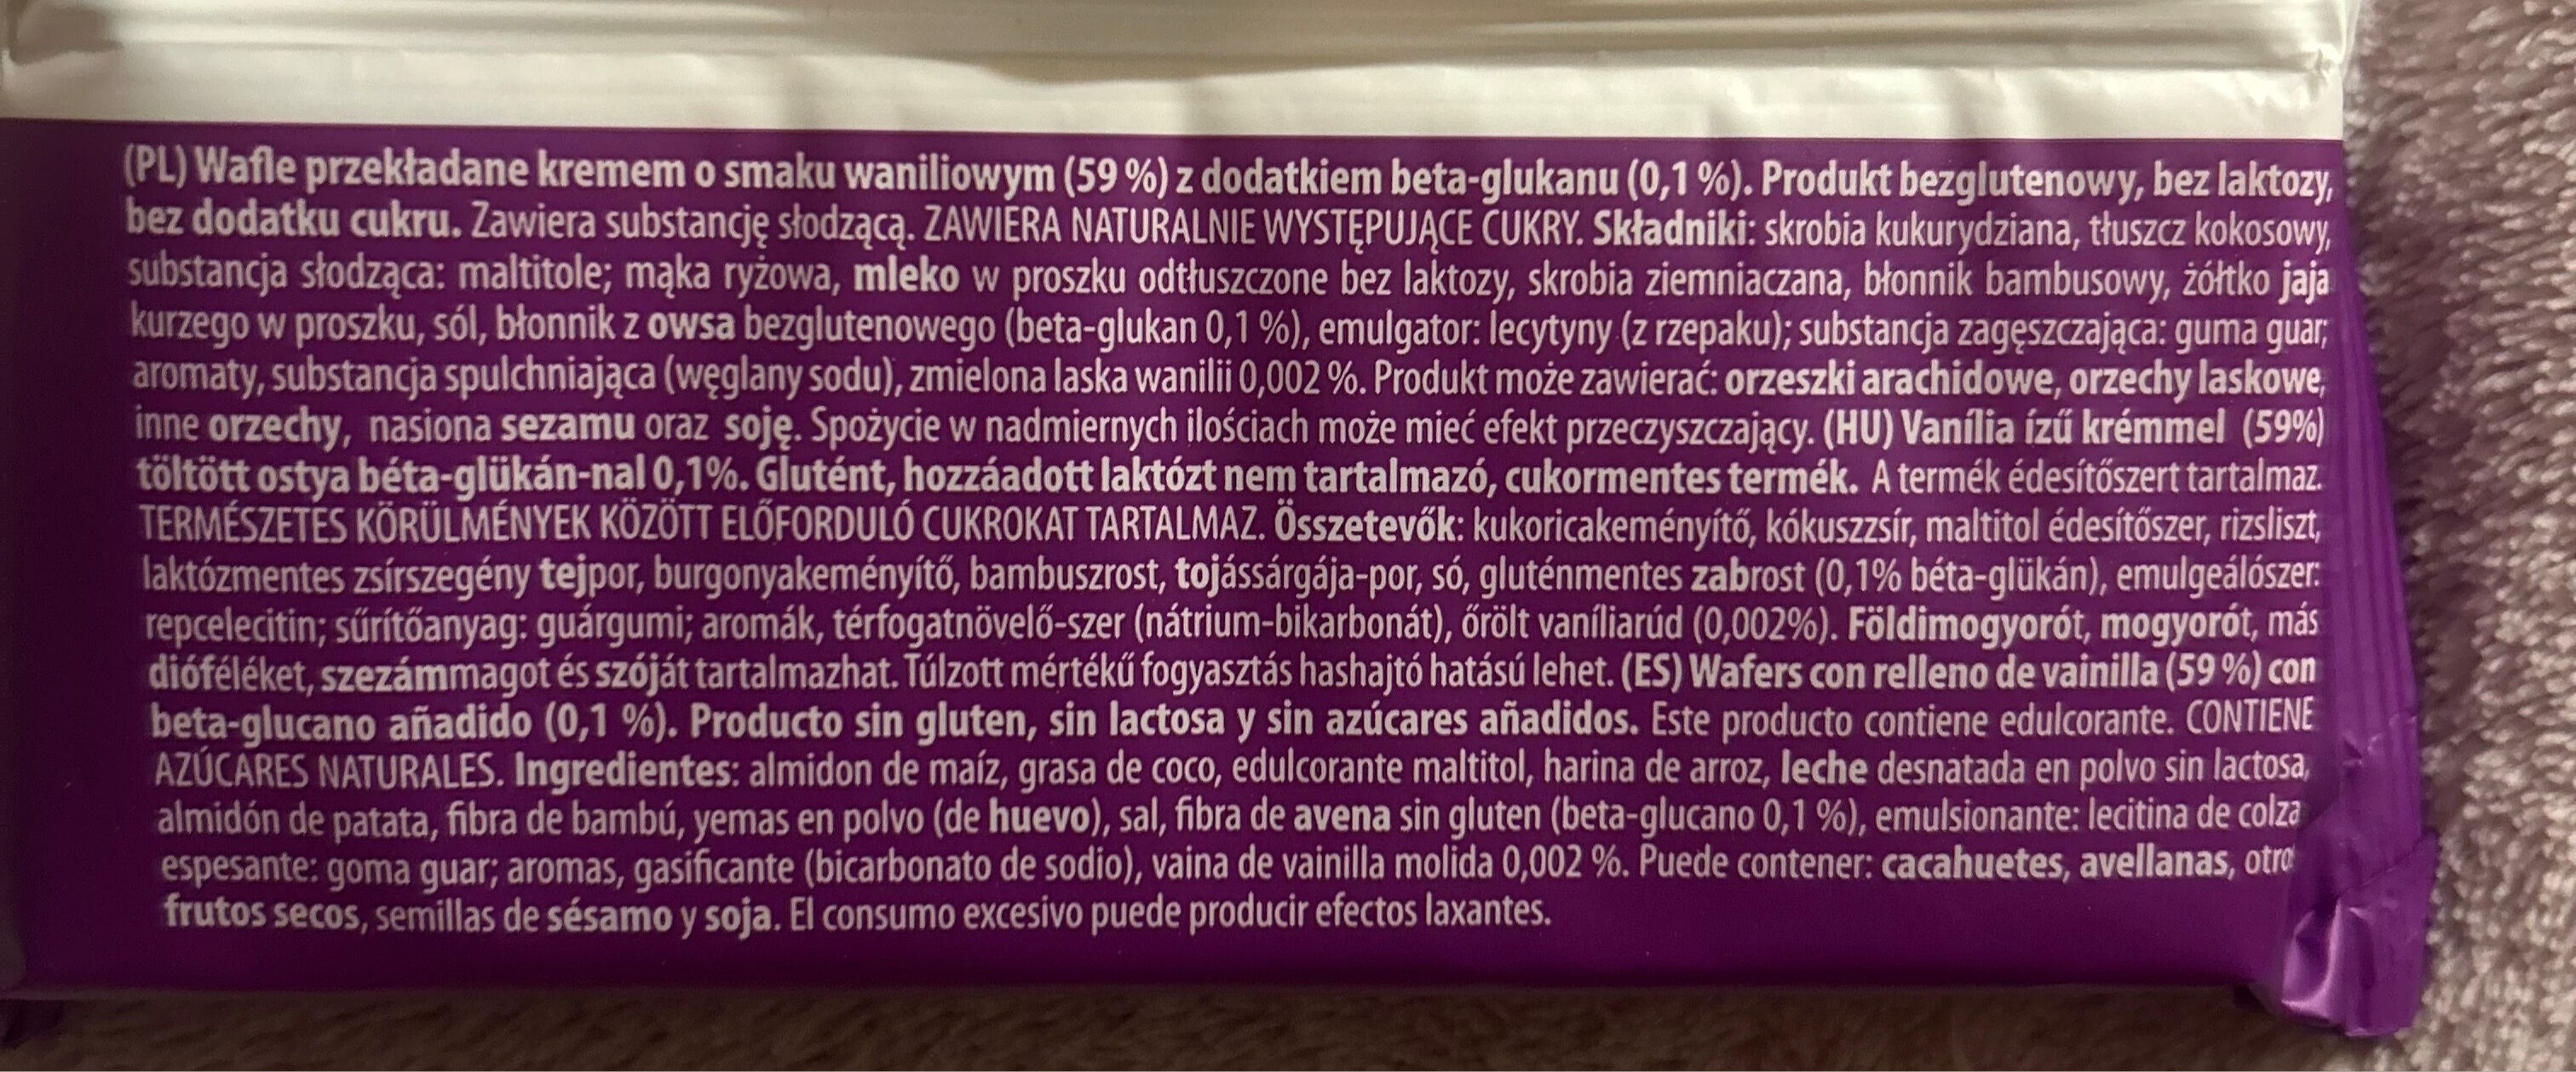 (PL) Wafle przekładane kremem o smaku waniliowym (59 %) z dodatkiem beta-glukanu (0,1 %). Produkt bezglutenowy, bez laktozy,
bez dodatku cukru. Zawiera substancję słodzącą. ZAWIERA NATURALNIE WYSTĘPUJĄCE CUKRY. Składniki: skrobia kukurydziana, tłuszcz kokosowy,
substancja słodząca: maltitole; mąka ryżowa, mleko w proszku odtłuszczone bez laktozy, skrobia ziemniaczana, błonnik bambusowy, żółtko jaja
kurzego w proszku, sól, błonnik z owsa bezglutenowego (beta-glukan 0,1 %), emulgator: lecytyny (z rzepaku); substancja zagęszczająca: guma guar;
aromaty, substancja spulchniająca (węglany sodu), zmielona laska wanilii 0,002 %. Produkt może zawierać: orzeszki arachidowe, orzechy laskowe,
inne orzechy, nasiona sezamu oraz soję. Spożycie w nadmiernych ilościach może mieć efekt przeczyszczający. (HU) Vanília ízű krémmel (59%)
töltött ostya béta-glükán-nal 0,1%. Glutént, hozzáadott laktózt nem tartalmazó, cukormentes termék. A termék édesítőszert tartalmaz.
TERMÉSZETES KÖRÜLMÉNYEK KÖZÖTT ELŐFORDULÓ CUKROKAT TARTALMAZ. Összetevők: kukoricakeményítő, kókuszzsír, maltitol édesítőszer, rizsliszt,
laktózmentes zsírszegény tejpor, burgonyakeményítő, bambuszrost, tojássárgája-por, só, gluténmentes zabrost (0,1% béta-glükán), emulgeálószer:
repcelecitin; sűrítőanyag: guárgumi; aromák, térfogatnövelő-szer (nátrium-bikarbonát), őrölt vaníliarúd (0,002%). Földimogyorót, mogyorót, más
dióféléket, szezámmagot és szóját tartalmazhat. Túlzott mértékű fogyasztás hashajtó hatású lehet. (ES) Wafers con relleno de vainilla (59 %) con
beta-glucano añadido (0,1 %). Producto sin gluten, sin lactosa y sin azúcares añadidos. Este producto contiene edulcorante. CONTIENE
AZÚCARES NATURALES. Ingredientes: almidon de maíz, grasa de coco, edulcorante maltitol, harina de arroz, leche desnatada en polvo sin lactosa,
almidón de patata, fibra de bambú, yemas en polvo (de huevo), sal, fibra de avena sin gluten (beta-glucano 0,1 %), emulsionante: lecitina de colza
espesante: goma guar; aromas, gasificante (bicarbonato de sodio), vaina de vainilla molida 0,002 %. Puede contener: cacahuetes, avellanas,
frutos secos, semillas de sésamo y soja. El consumo excesivo puede producir efectos laxantes.